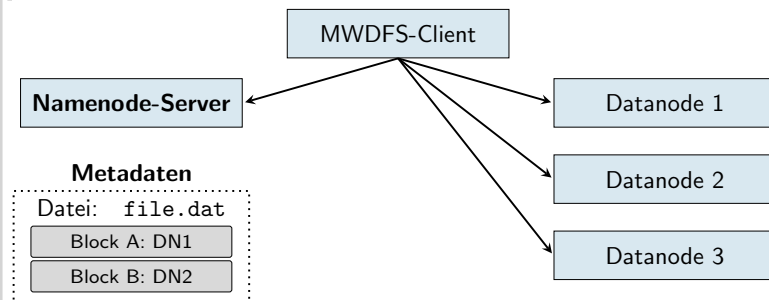 MWDFS-Client
Namenode-Server
Datanode 1
Metadaten
Datanode 2
Datei: file.dat
Block A: DN1
Datanode 3
Block B: DN2